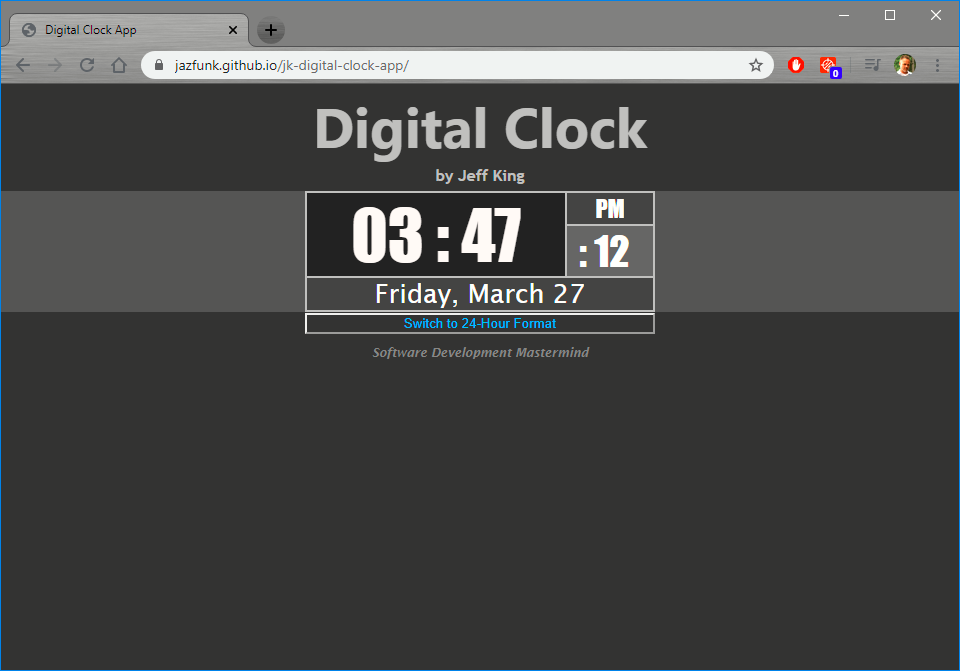 Digital Clock App
jazfunk.github.io/jk-digital-clock-app/
0
Digital Clock
by Jeff King
03 : 47
PM
: 12
Friday, March 27
Switch to 24-Hour Format
Software Development Mastermind